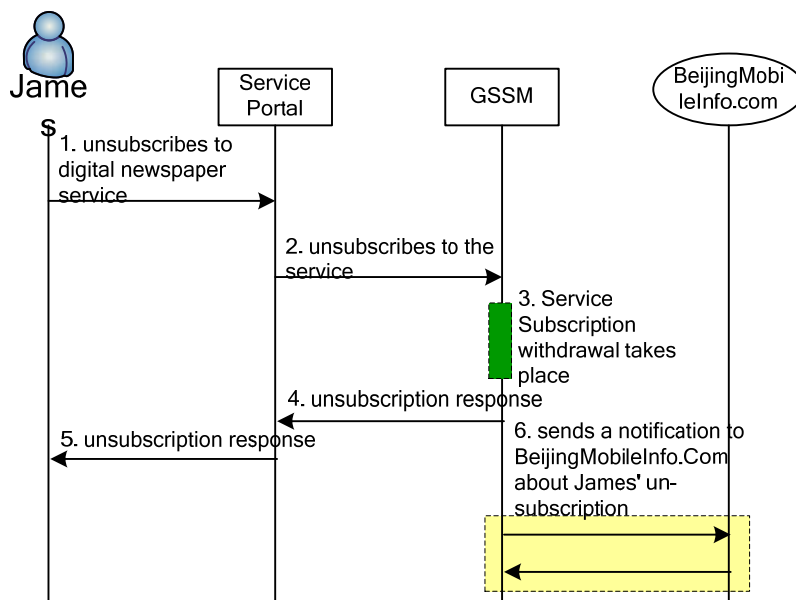 Jame
s
Service
Portal
GSSM
BeijingMobi
leInfo.com
1. unsubscribes to
digital newspaper
service
2. unsubscribes to the
service
3. Service
Subscription
withdrawal takes
place
4. unsubscription response
5. unsubscription response
6. sends a notification to
BeijingMobileInfo.Com
about James' un-
subscription